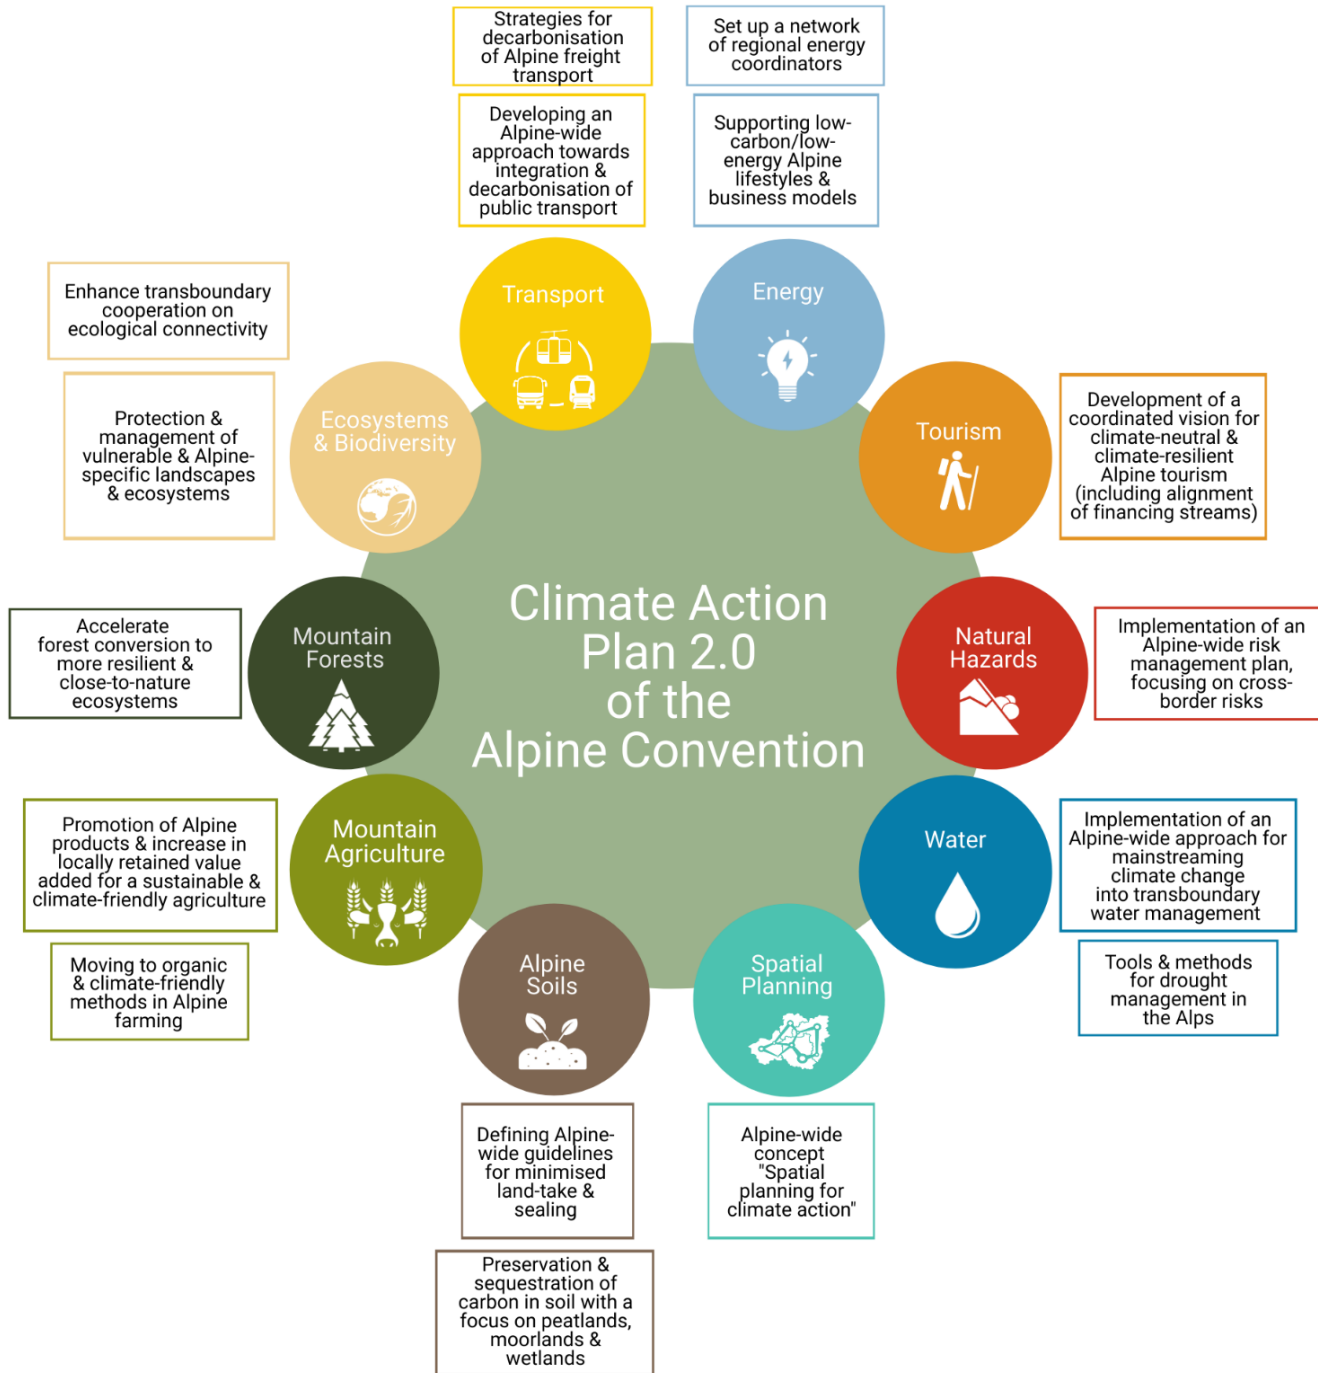 Strategies for
decarbonisation
of Alpine freight
transport
Developing an
Alpine-wide
approach towards
integration &
decarbonisation of
public transport
Transport
Set up a network
of regional energy
coordinators
Supporting low-
carbon/low-
energy Alpine
lifestyles &
business models
Energy
Enhance transboundary
cooperation on
ecological connectivity
Protection &
management of
vulnerable & Alpine-
specific landscapes
& ecosystems
Ecosystems
& Biodiversity
Tourism
Development of a
coordinated vision for
climate-neutral &
climate-resilient
Alpine tourism
(including alignment
of financing streams)
Accelerate
forest conversion to
more resilient &
close-to-nature
ecosystems
Mountain
Forests
Climate Action
Plan 2.0
of the
Alpine Convention
Natural
Hazards
Implementation of an
Alpine-wide risk
management plan,
focusing on cross-
border risks
Promotion of Alpine
products & increase in
locally retained value
added for a sustainable &
climate-friendly agriculture
Moving to organic
& climate-friendly
methods in Alpine
farming
Mountain
Agriculture
Water
Implementation of an
Alpine-wide approach for
mainstreaming
climate change
into transboundary
water management
Tools & methods
for drought
management in
the Alps
Alpine
Soils
Defining Alpine-
wide guidelines
for minimised
land-take &
sealing
Preservation &
sequestration of
carbon in soil with a
focus on peatlands,
moorlands &
wetlands
Spatial
Planning
Alpine-wide
concept
"Spatial
planning for
climate action"